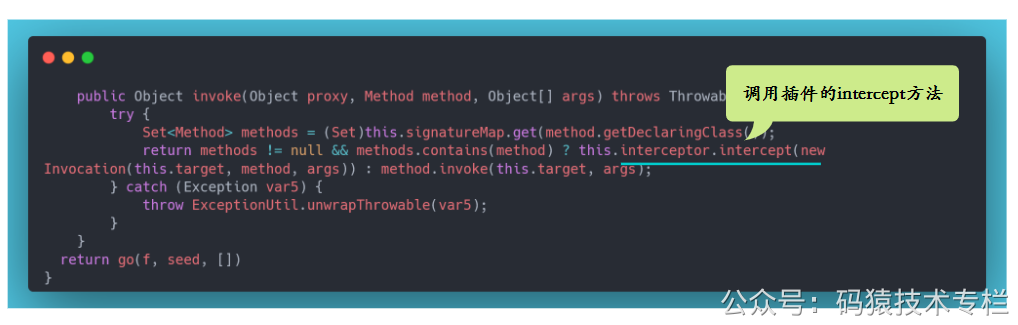 public Object invoke(Object proxy, Method method, Object[] args) throws Throwab
调用插件的intercept方法
try {
Set<Method> methods = (Set)this.signatureMap.get(method.getDeclaringClass());
return methods != null && methods.contains(method) ? this.interceptor.intercept(new
Invocation(this.target, method, args)) : method.invoke(this.target, args);
} catch (Exception var5) {
throw ExceptionUtil.unwrapThrowable(var5);
}
}
return go(f, seed, [])
}
公众号：码猿技术专栏